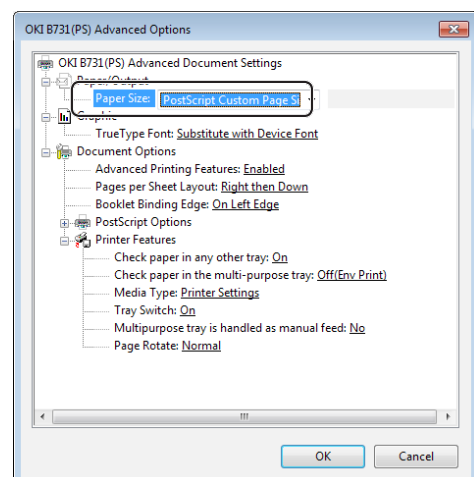 OKI B731(PS) Advanced Options
OKI B731(PS) Advanced Document Settings
Paper/Output
Paper Size: PostScript Custom Page Si
Graphic
TrueType Font: Substitute with Device Font
Document Options
Advanced Printing Features: Enabled
Pages per Sheet Layout: Right then Down
Booklet Binding Edge: On Left Edge
PostScript Options
Printer Features
Check paper in any other tray: On
Check paper in the multi-purpose tray: Off(Env Print)
Media Type: Printer Settings
Tray Switch: On
Multipurpose tray is handled as manual feed: No
Page Rotate: Normal
OK Cancel